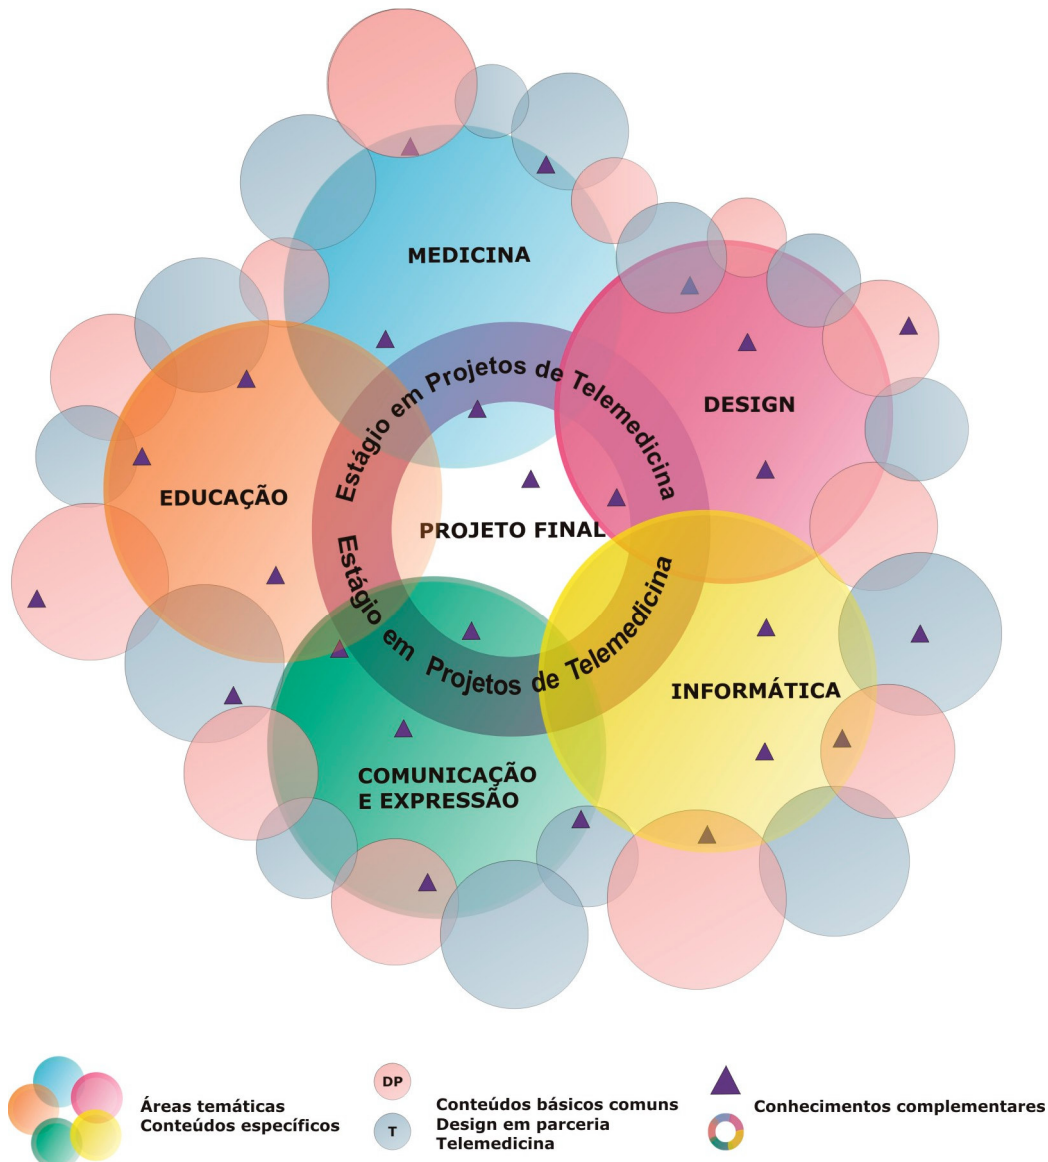 MEDICINA
Estágio em Projetos de Telemedicina
DESIGN
EDUCAÇÃO
PROJETO FINAL
Estágio em Projetos de Telemedicina
INFORMÁTICA
COMUNICAÇÃO
E EXPRESSÃO
Áreas temáticas
Conteúdos específicos
DP
T
Conteúdos básicos comuns
Design em parceria
Telemedicina
Conhecimentos complementares